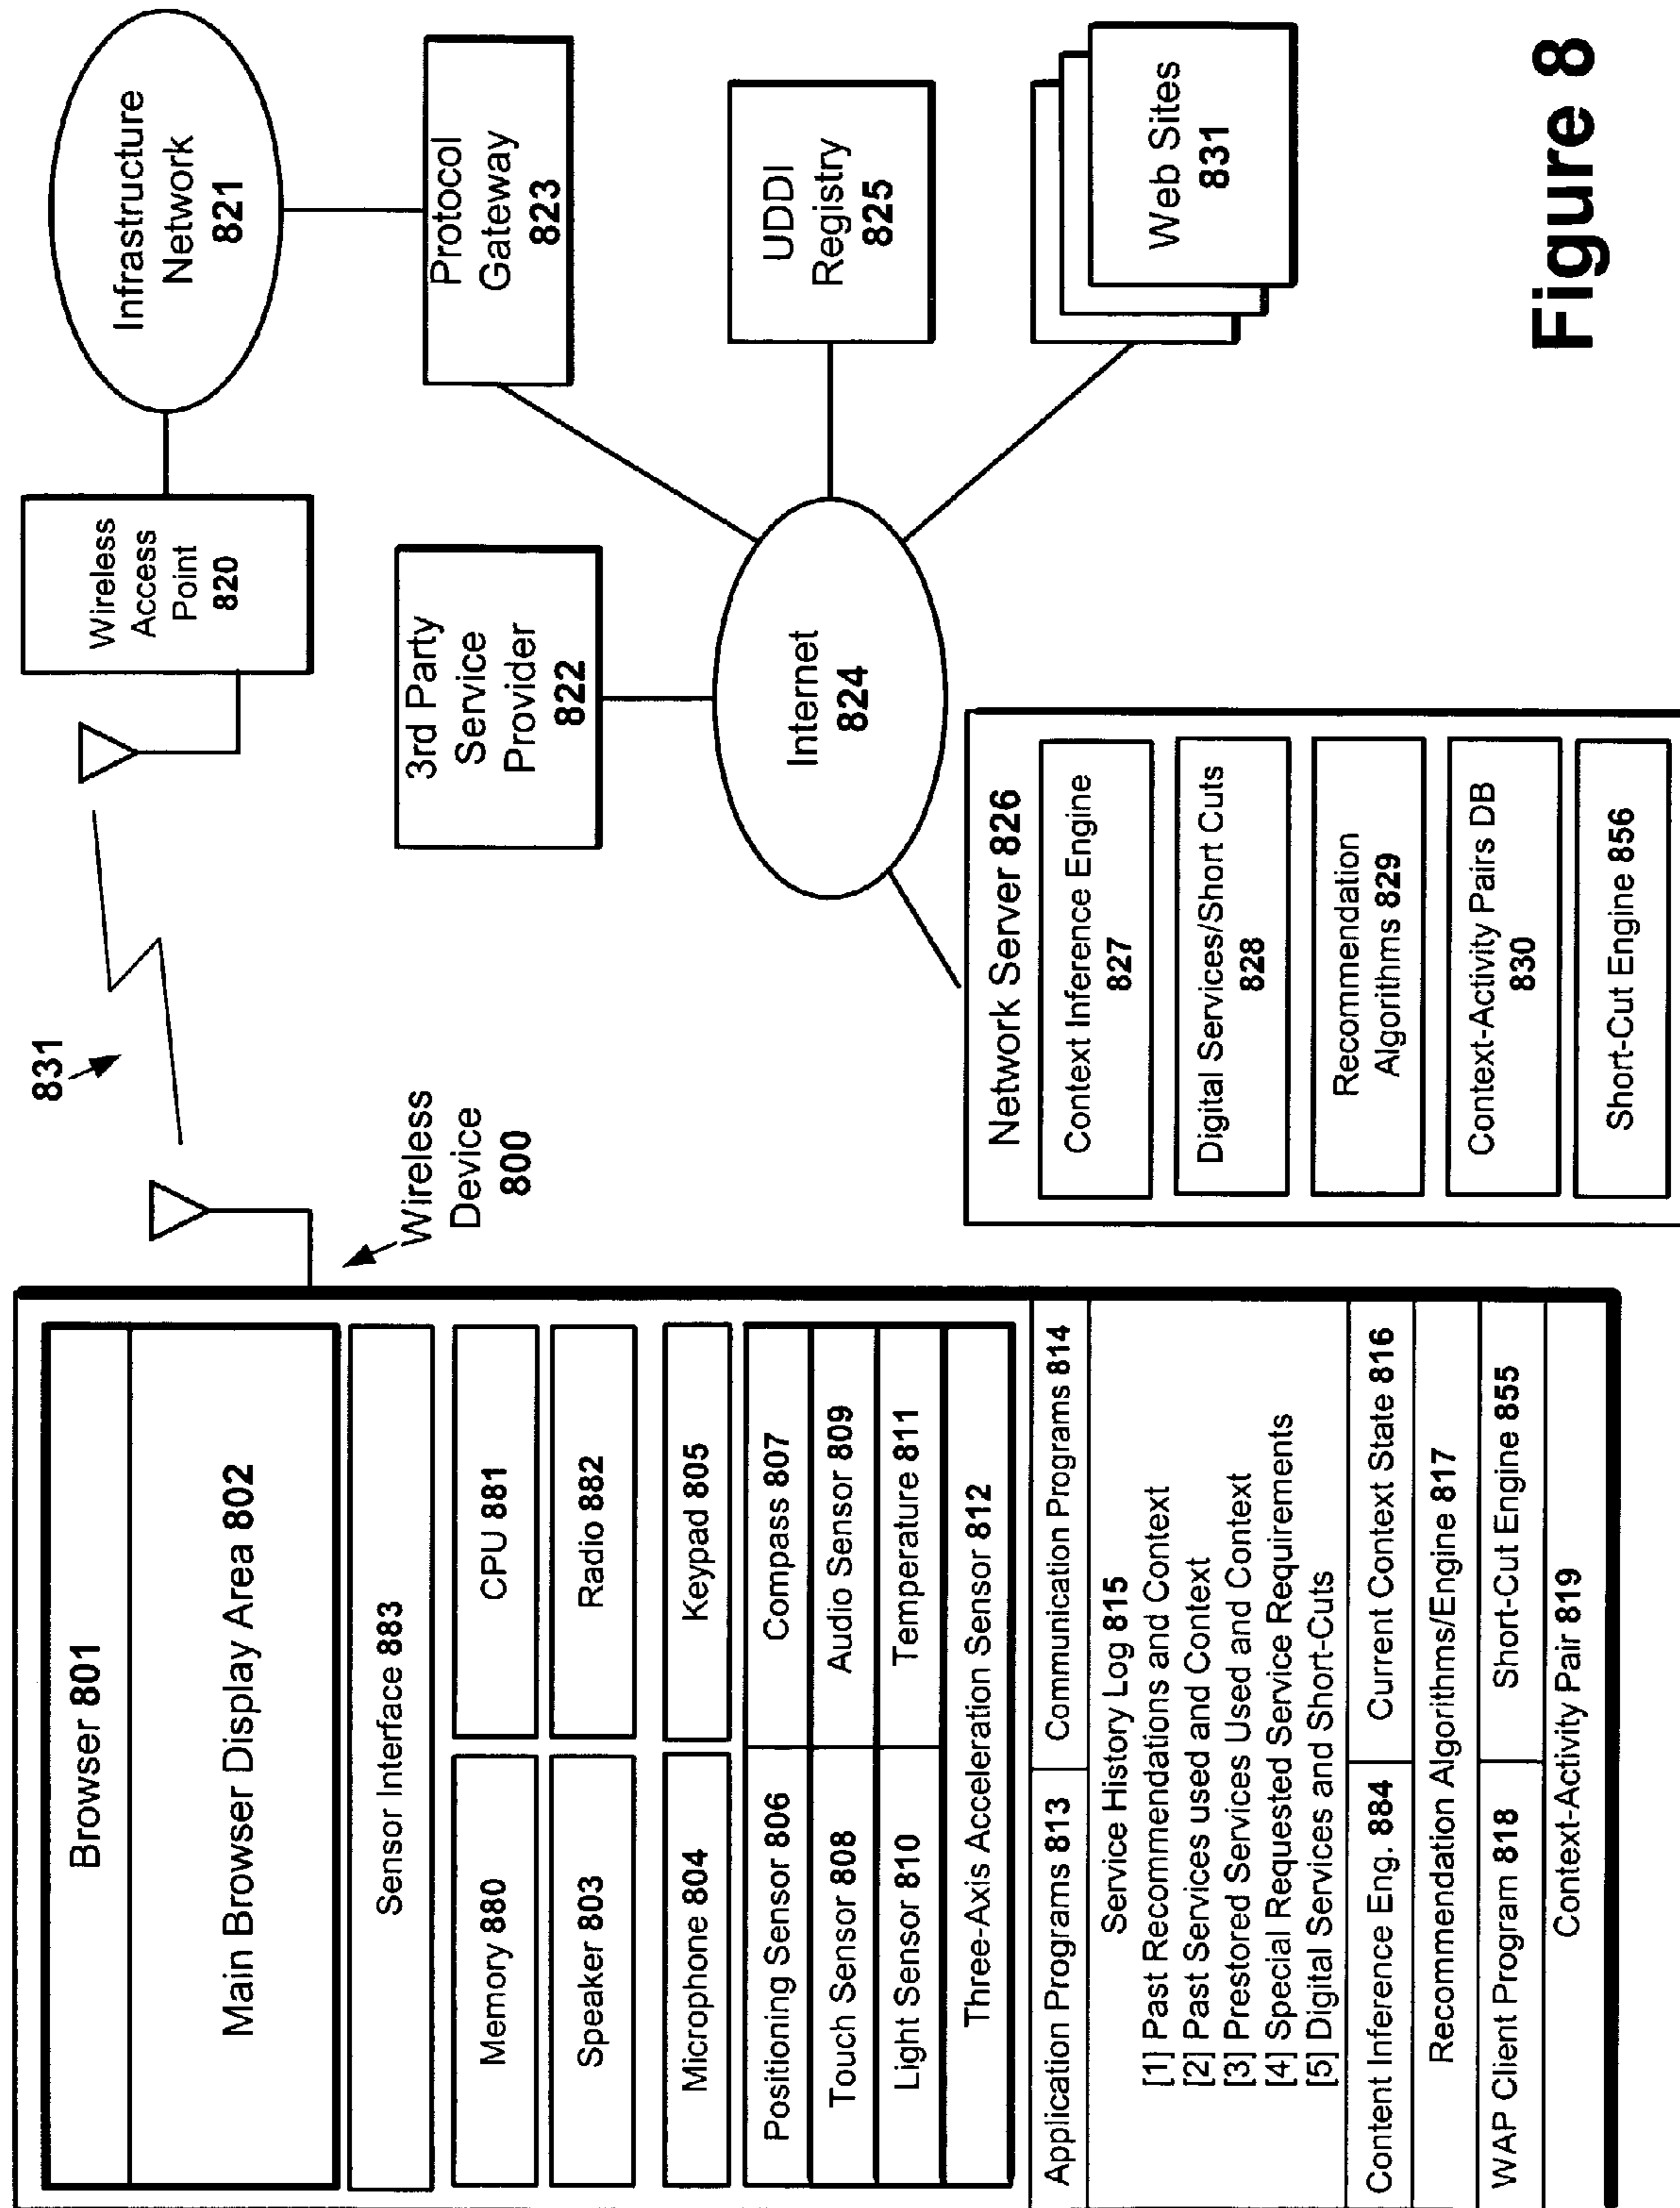 Browser 801
Main Browser Display Area 802
Sensor Interface 883
Memory 880
CPU 881
Speaker 803
Radio 882
Microphone 804
Keypad 805
Positioning Sensor 806
Compass 807
Touch Sensor 808
Audio Sensor 809
Light Sensor 810
Temperature 811
Three-Axis Acceleration Sensor 812
Application Programs 813
Communication Programs 814
Service History Log 815
[1] Past Recommendations and Context
[2] Past Services used and Context
[3] Prestored Services Used and Context
[4] Special Requested Service Requirements
[5] Digital Services and Short-Cuts
Content Inference Eng. 884
Current Context State 816
Recommendation Algorithms/Engine 817
WAP Client Program 818
Short-Cut Engine 855
Context-Activity Pair 819
Wireless
Device
800
831
Wireless
Access
Point
820
Infrastructure
Network
821
3rd Party
Service
Provider
822
Protocol
Gateway
823
Internet
824
UDDI
Registry
825
Web Sites
831
Network Server 826
Context Inference Engine
827
Digital Services/Short Cuts
828
Recommendation
Algorithms 829
Context-Activity Pairs DB
830
Short-Cut Engine 856
Figure 8